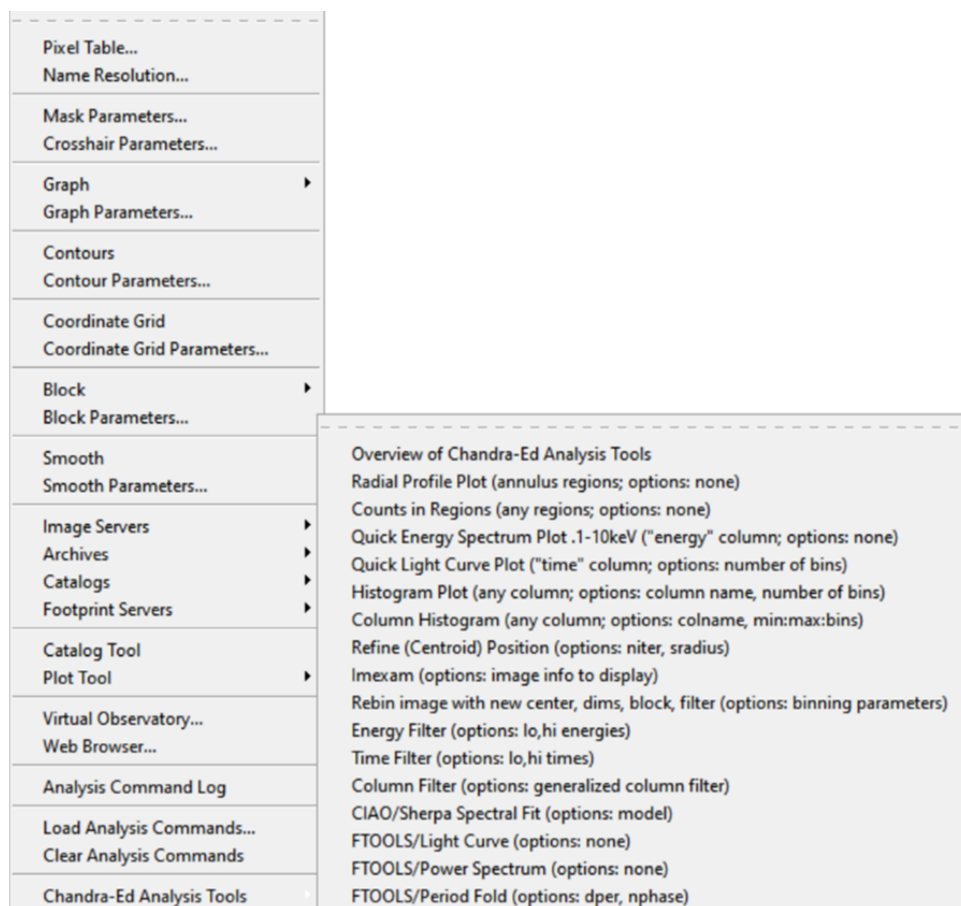 Pixel Table...
Name Resolution...
Mask Parameters...
Crosshair Parameters...
Graph
Graph Parameters...
Contours
Contour Parameters...
Coordinate Grid
Coordinate Grid Parameters...
Block
Block Parameters...
Smooth
Smooth Parameters...
Image Servers
Archives
Catalogs
Footprint Servers
Catalog Tool
Plot Tool
Virtual Observatory...
Web Browser...
Analysis Command Log
Load Analysis Commands...
Clear Analysis Commands
Chandra-Ed Analysis Tools
Overview of Chandra-Ed Analysis Tools
Radial Profile Plot (annulus regions; options: none)
Counts in Regions (any regions; options: none)
Quick Energy Spectrum Plot .1-10keV ("energy" column; options: none)
Quick Light Curve Plot ("time" column; options: number of bins)
Histogram Plot (any column; options: column name, number of bins)
Column Histogram (any column; options: colname, min:max:bins)
Refine (Centroid) Position (options: niter, sradius)
Imexam (options: image info to display)
Rebin image with new center, dims, block, filter (options: binning parameters)
Energy Filter (options: lo,hi energies)
Time Filter (options: lo,hi times)
Column Filter (options: generalized column filter)
CIAO/Sherpa Spectral Fit (options: model)
FTOOLS/Light Curve (options: none)
FTOOLS/Power Spectrum (options: none)
FTOOLS/Period Fold (options: dper, nphase)